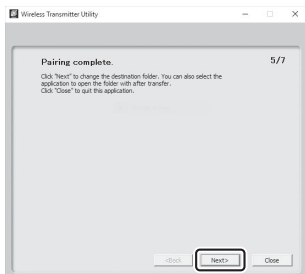 Wireless Transmitter Utility
Pairing complete.
5/7
Click "Next" to change the destination folder. You can also select the
application to open the folder with after transfer.
Click "Close" to quit this application.
<Back
Next>
Close